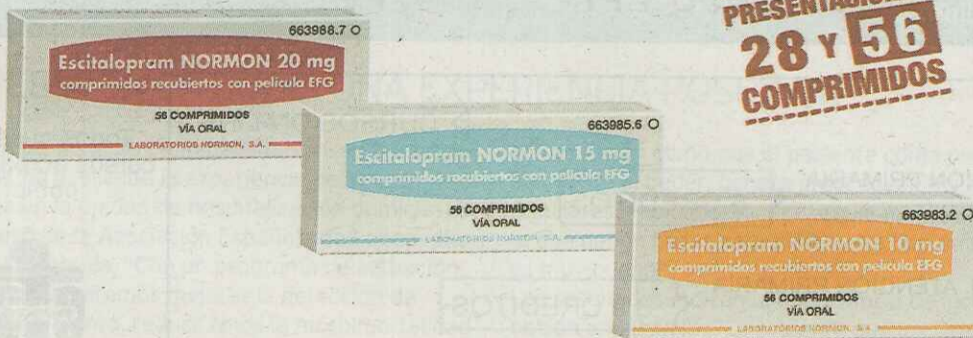 663988.7 O
Escitalopram NORMON 20 mg
comprimidos recubiertos con película EFG
56 COMPRIMIDOS
VÍA ORAL
LABORATORIOS NORMON, S.A.
28 Y 56
COMPRIMIDOS
663985.6 O
Escitalopram NORMON 15 mg
comprimidos recubiertos con película EFG
56 COMPRIMIDOS
VÍA ORAL
LABORATORIOS NORMON, S.A.
663983.2 O
Escitalopram NORMON 10 mg
comprimidos recubiertos con película EFG
56 COMPRIMIDOS
VÍA ORAL
LABORATORIOS NORMON, S.A.